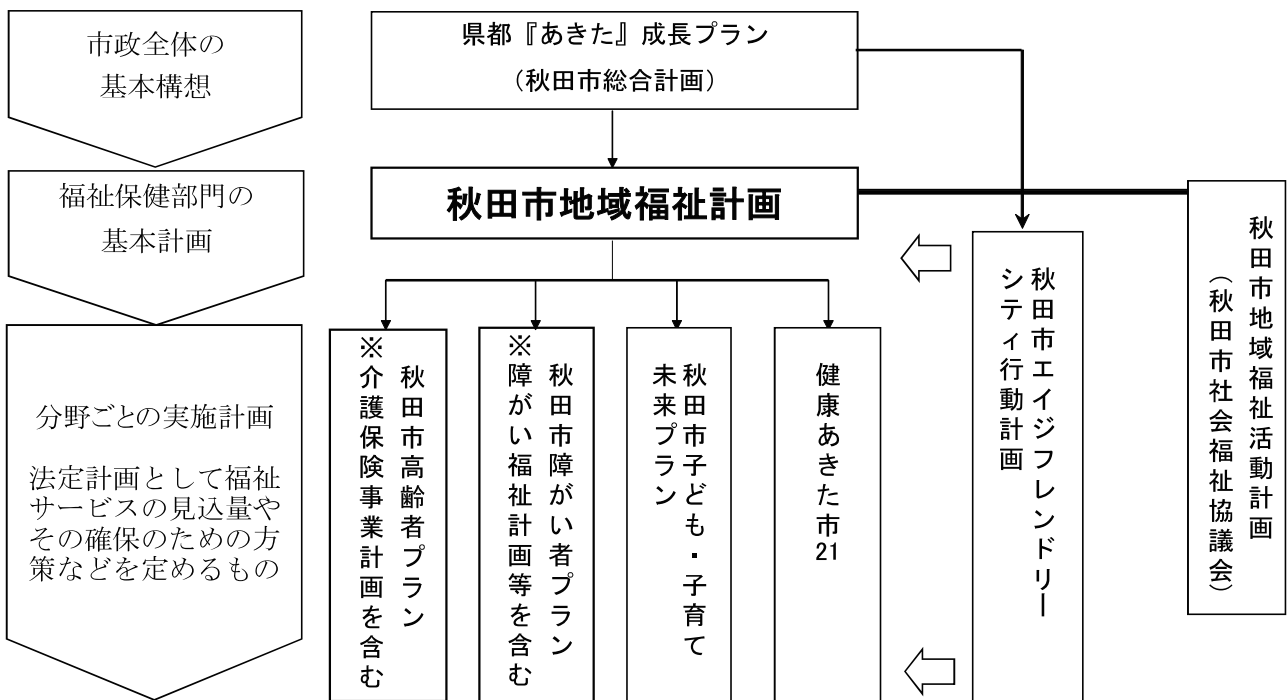 市政全体の
基本構想
県都『あきた』成長プラン
（秋田市総合計画）
福祉保健部門の
基本計画
秋田市地域福祉計画
分野ごとの実施計画
法定計画として福祉
サービスの見込量や
その確保のための方
策などを定めるもの
秋田市高齢者プラン
※介護保険事業計画を含む
秋田市障がい者プラン
※障がい福祉計画等を含む
秋田市子ども・子育て
未来プラン
健康あきた市21
秋田市エイジフレンドリー
シティ行動計画
秋田市地域福祉活動計画
（秋田市社会福祉協議会）